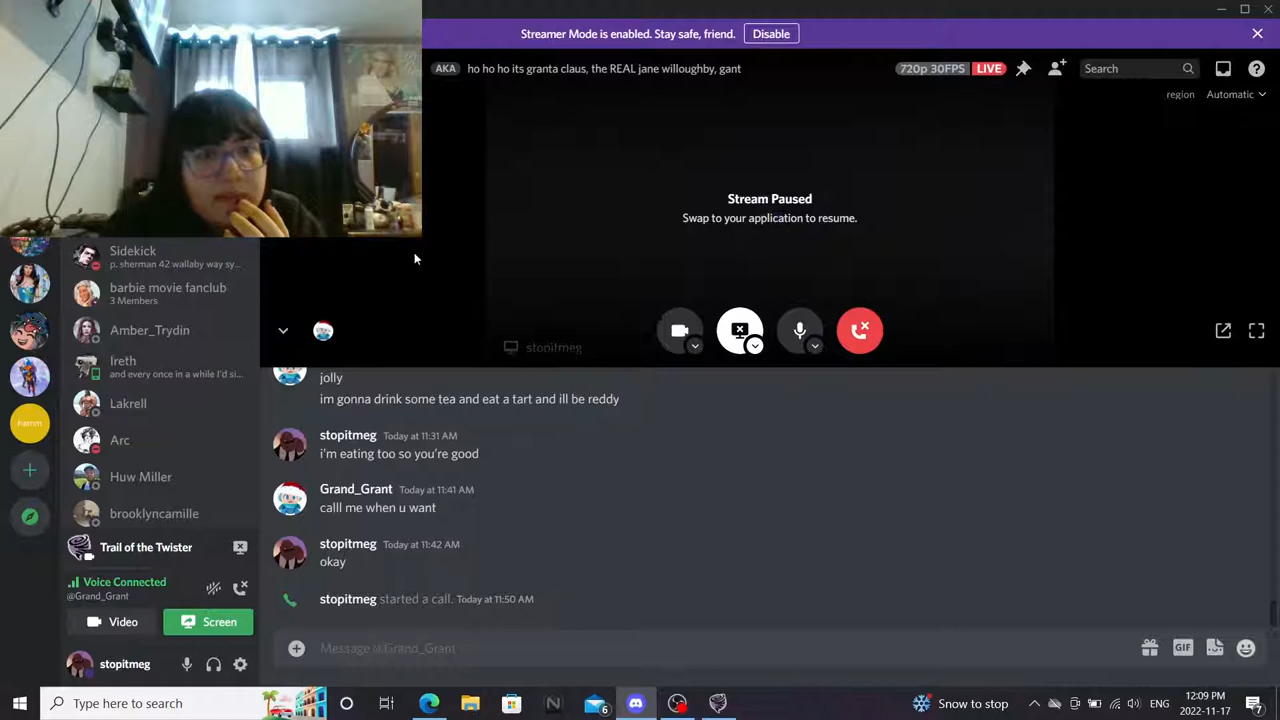 Streamer Mode is enabled. Stay safe, friend. Disable
AKA ho ho ho its granta claus, the REAL jane willoughby, gant 720p 30FPS LIVE Search
region Automatic
Stream Paused
Swap to your application to resume.
stopitmeg
Sidekick
p. sherman 42 wallaby way sy...
barbie movie fanclub
3 Members
Amber_Trydin
Ireth
and every once in a while I'd si...
Lakrell
Arc
Huw Miller
brooklyncamille
hamm
Trail of the Twister
Voice Connected
@Grand_Grant
Video Screen
stopitmeg
jolly
im gonna drink some tea and eat a tart and ill be reddy
stopitmeg Today at 11:31 AM
i'm eating too so you're good
Grand_Grant Today at 11:41 AM
calll me when u want
stopitmeg Today at 11:42 AM
okay
stopitmeg started a call. Today at 11:50 AM
Message @Grand_Grant
GIF
Type here to search
N
6
Snow to stop
ENG
12:09 PM
2022-11-17
7